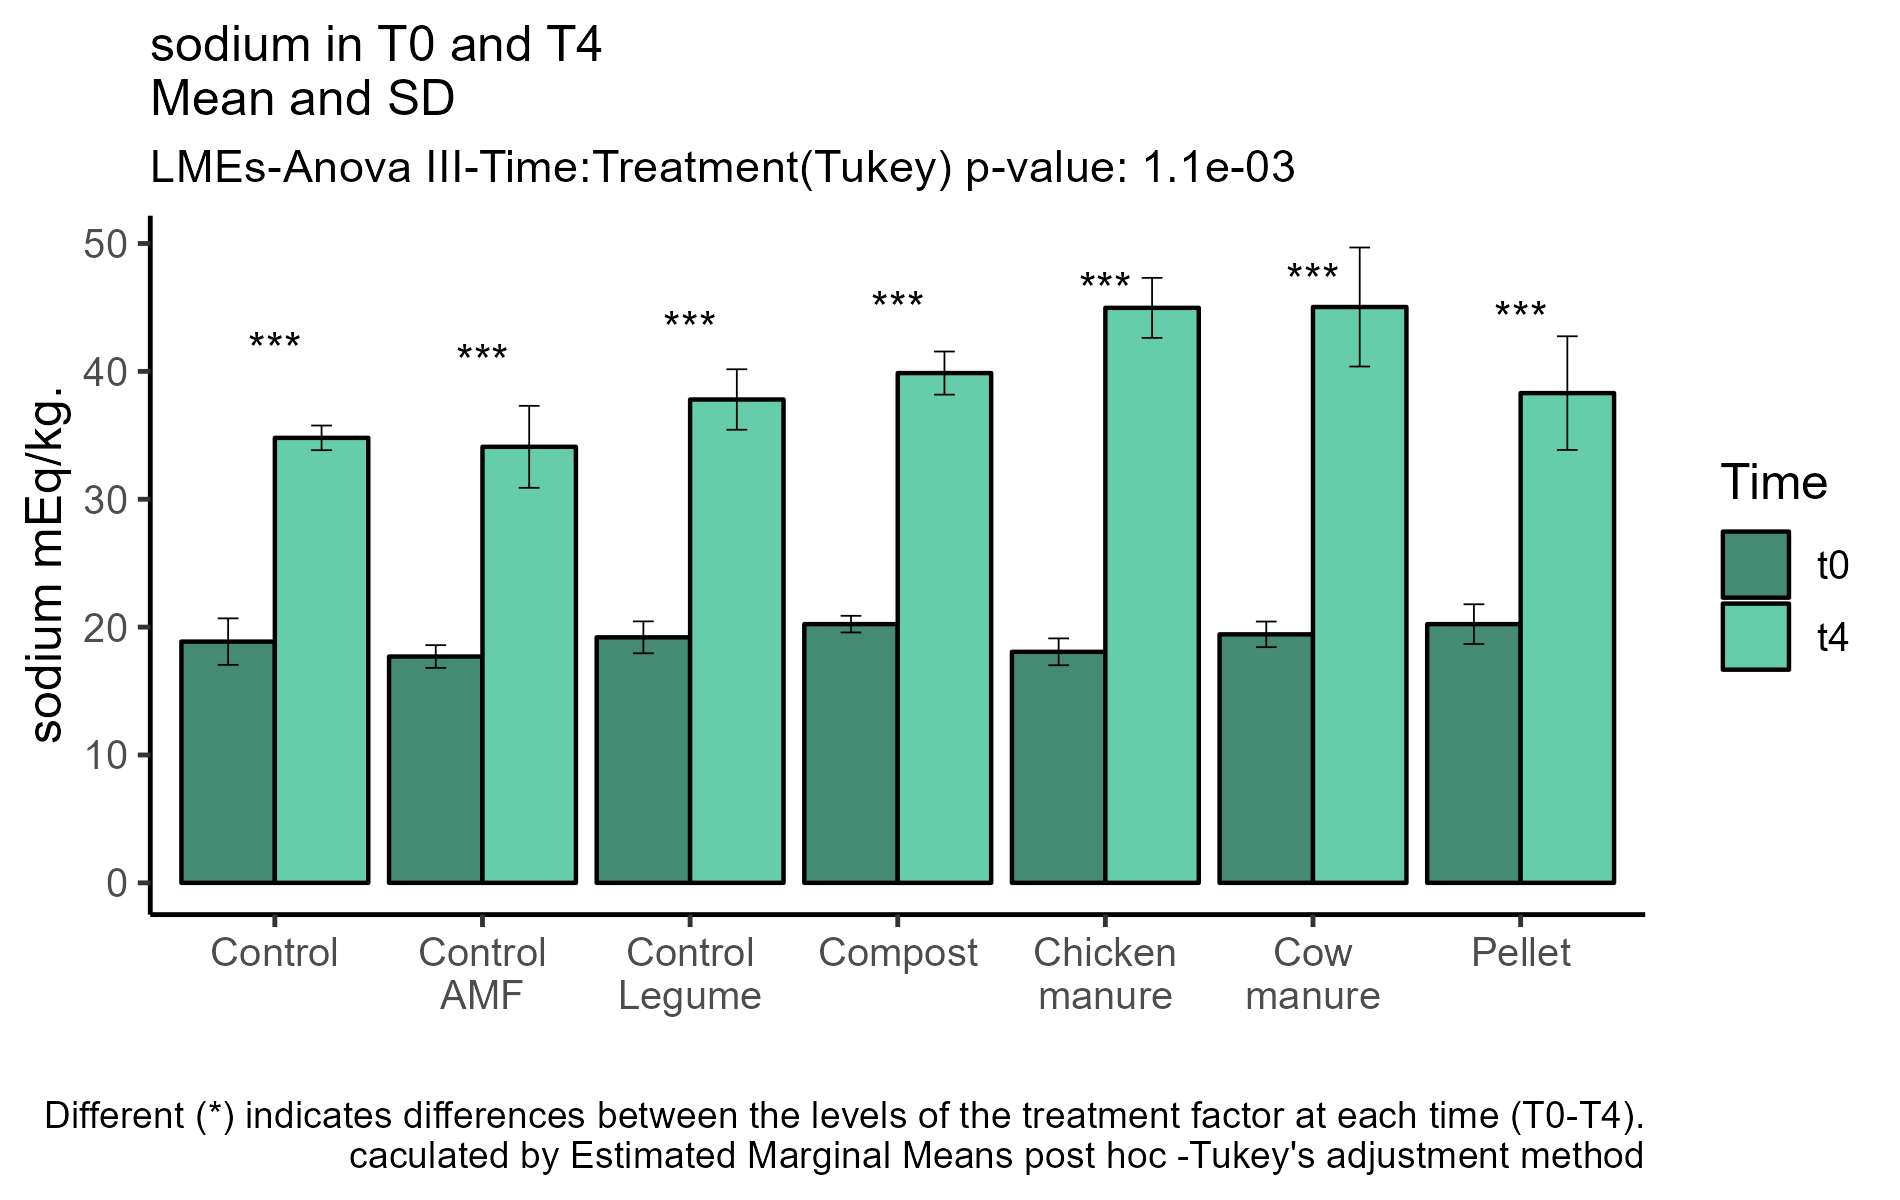 sodium in T0 and T4
Mean and SD
LMEs-Anova III-Time:Treatment(Tukey) p-value: 1.1e-03
sodium mEq/kg.
50
40
30
20
10
0
***
***
***
***
***
***
***
Control
Control
AMF
Control
Legume
Compost
Chicken
manure
Cow
manure
Pellet
Time
t0
t4
Different (*) indicates differences between the levels of the treatment factor at each time (T0-T4).
caculated by Estimated Marginal Means post hoc -Tukey's adjustment method